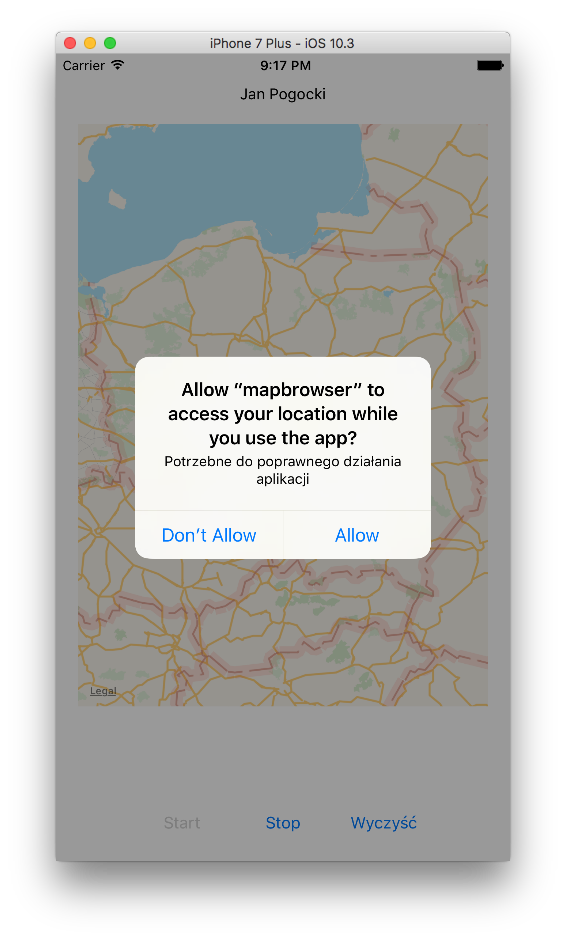 iPhone 7 Plus - iOS 10.3
Carrier 9:17 PM
Jan Pogocki
Allow “mapbrowser” to
access your location while
you use the app?
Potrzebne do poprawnego działania
aplikacji
Don’t Allow Allow
Legal
Start Stop Wyczyść